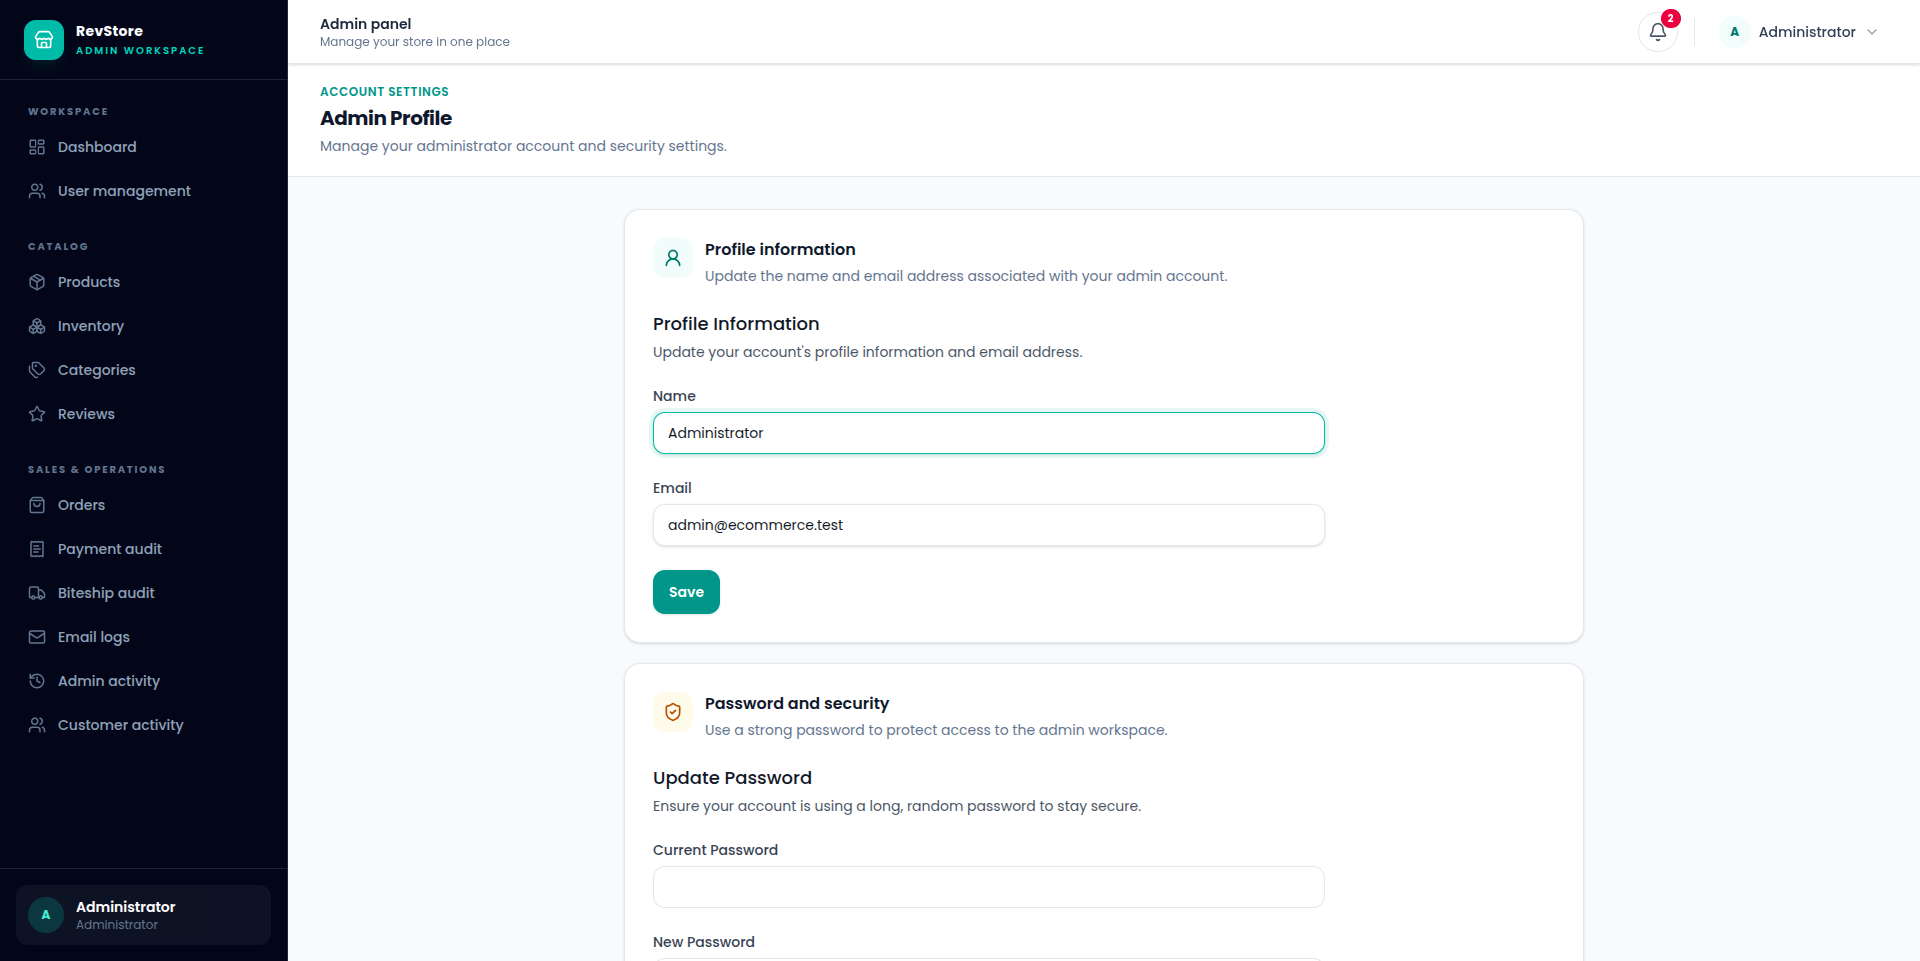 RevStore
ADMIN WORKSPACE
WORKSPACE
Dashboard
User management
CATALOG
Products
Inventory
Categories
Reviews
SALES & OPERATIONS
Orders
Payment audit
Biteship audit
Email logs
Admin activity
Customer activity
A
Administrator
Administrator
Admin panel
Manage your store in one place
2
A
Administrator
ACCOUNT SETTINGS
Admin Profile
Manage your administrator account and security settings.
Profile information
Update the name and email address associated with your admin account.
Profile Information
Update your account's profile information and email address.
Name
Administrator
Email
admin@ecommerce.test
Save
Password and security
Use a strong password to protect access to the admin workspace.
Update Password
Ensure your account is using a long, random password to stay secure.
Current Password
New Password